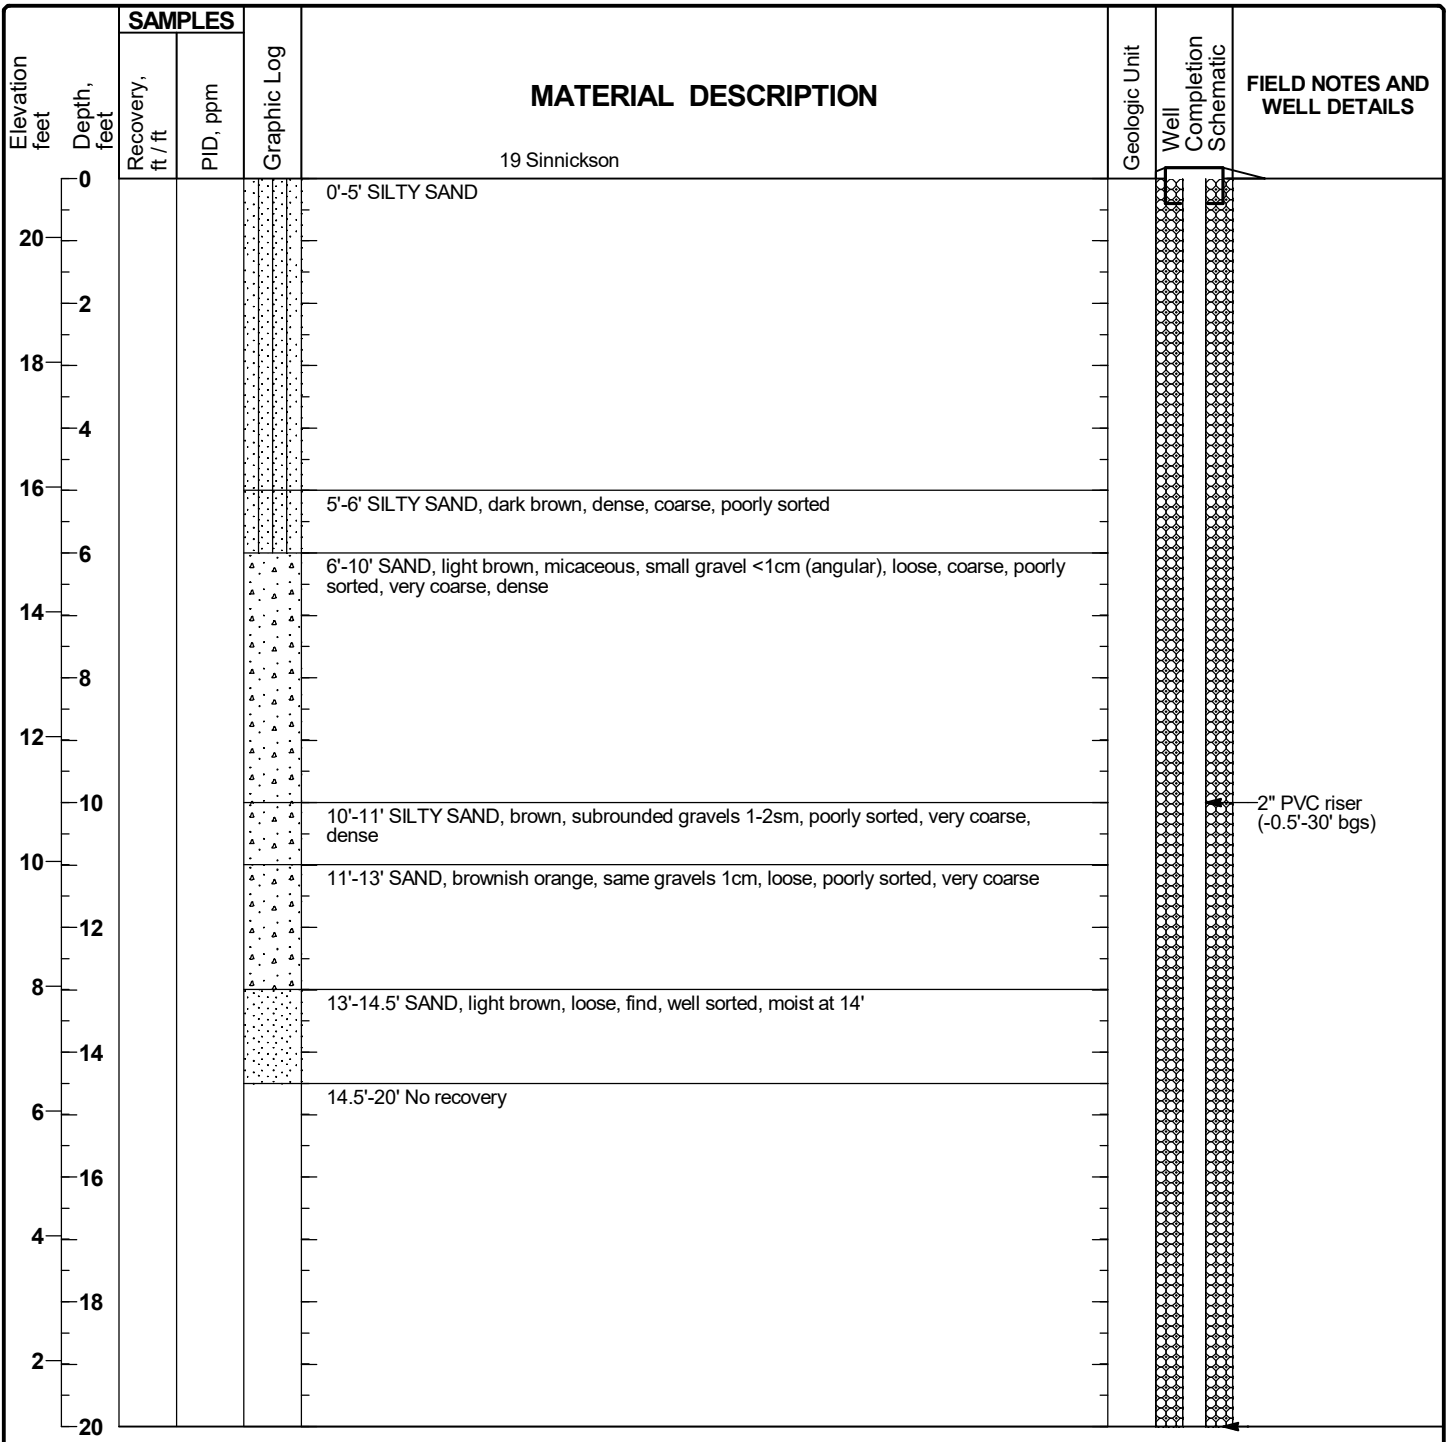 SAMPLES
Elevation
feet
Depth,
feet
Recovery,
ft / ft
PID, ppm
Graphic Log
MATERIAL DESCRIPTION
19 Sinnickson
Geologic Unit
Well
Completion
Schematic
FIELD NOTES AND
WELL DETAILS
0
0'-5' SILTY SAND
20
2
18
4
16
5'-6' SILTY SAND, dark brown, dense, coarse, poorly sorted
6
6'-10' SAND, light brown, micaceous, small gravel <1cm (angular), loose, coarse, poorly
sorted, very coarse, dense
14
8
12
10
10'-11' SILTY SAND, brown, subrounded gravels 1-2sm, poorly sorted, very coarse,
dense
2" PVC riser
(-0.5'-30' bgs)
10
11'-13' SAND, brownish orange, same gravels 1cm, loose, poorly sorted, very coarse
12
8
13'-14.5' SAND, light brown, loose, find, well sorted, moist at 14'
14
14.5'-20' No recovery
6
16
4
18
2
20